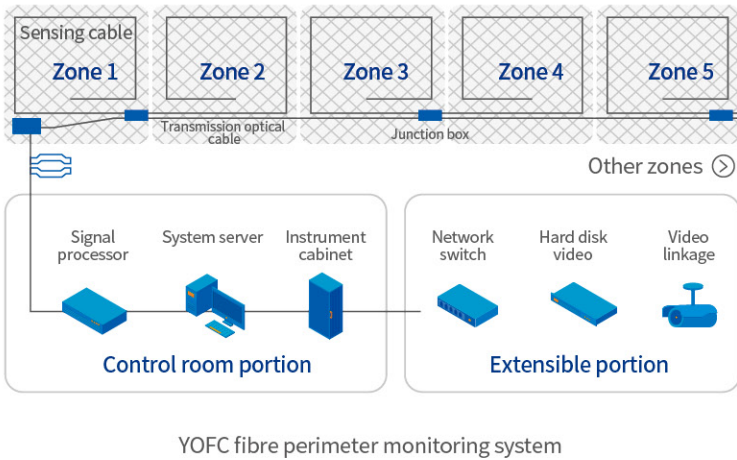 Sensing cable
Zone 1
Zone 2
Zone 3
Zone 4
Zone 5
Transmission optical
cable
Junction box
Other zones
Signal
processor
System server
Instrument
cabinet
Network
switch
Hard disk
video
Video
linkage
Control room portion
Extensible portion
YOFC fibre perimeter monitoring system